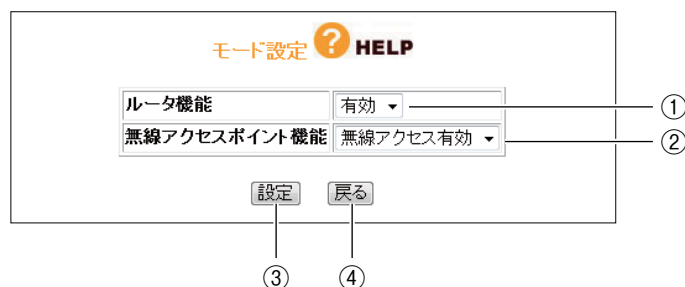 モード設定 ? HELP
ルータ機能 有効 ①
無線アクセスポイント機能 無線アクセス有効 ②
設定 戻る
③ ④